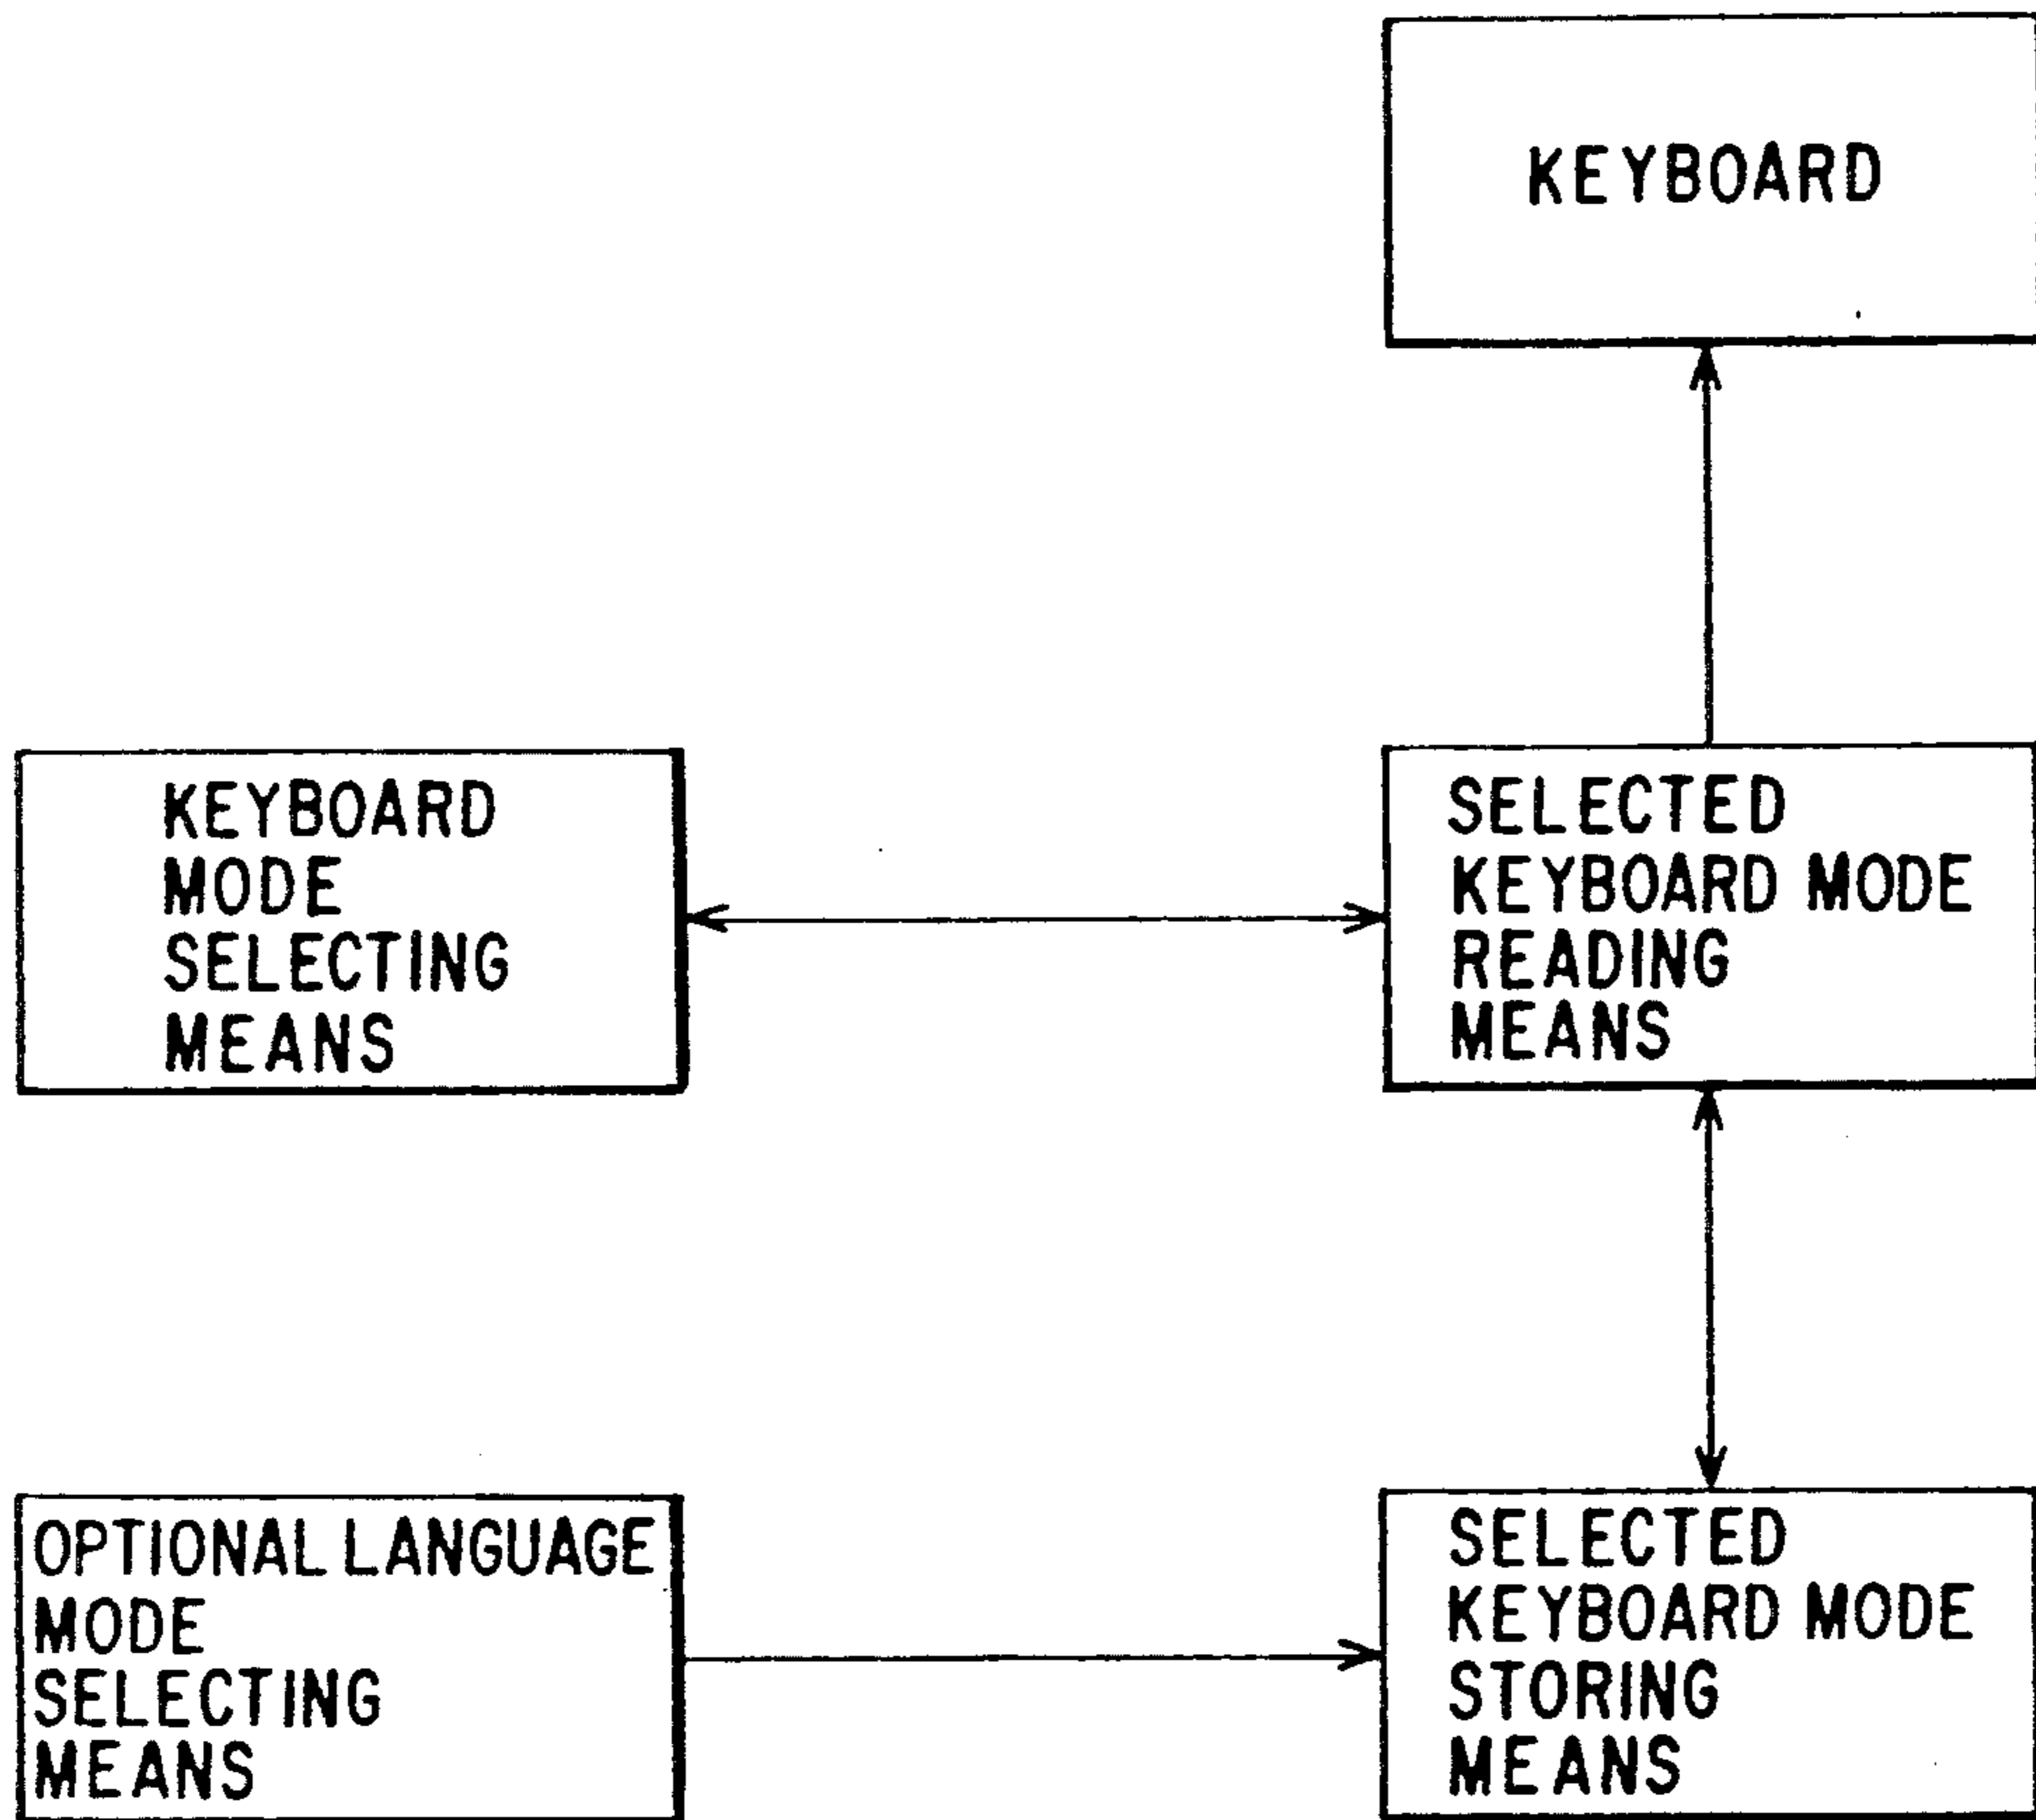 KEYBOARD
KEYBOARD
MODE
SELECTING
MEANS
SELECTED
KEYBOARD MODE
READING
MEANS
OPTIONAL LANGUAGE
MODE
SELECTING
MEANS
SELECTED
KEYBOARD MODE
STORING
MEANS